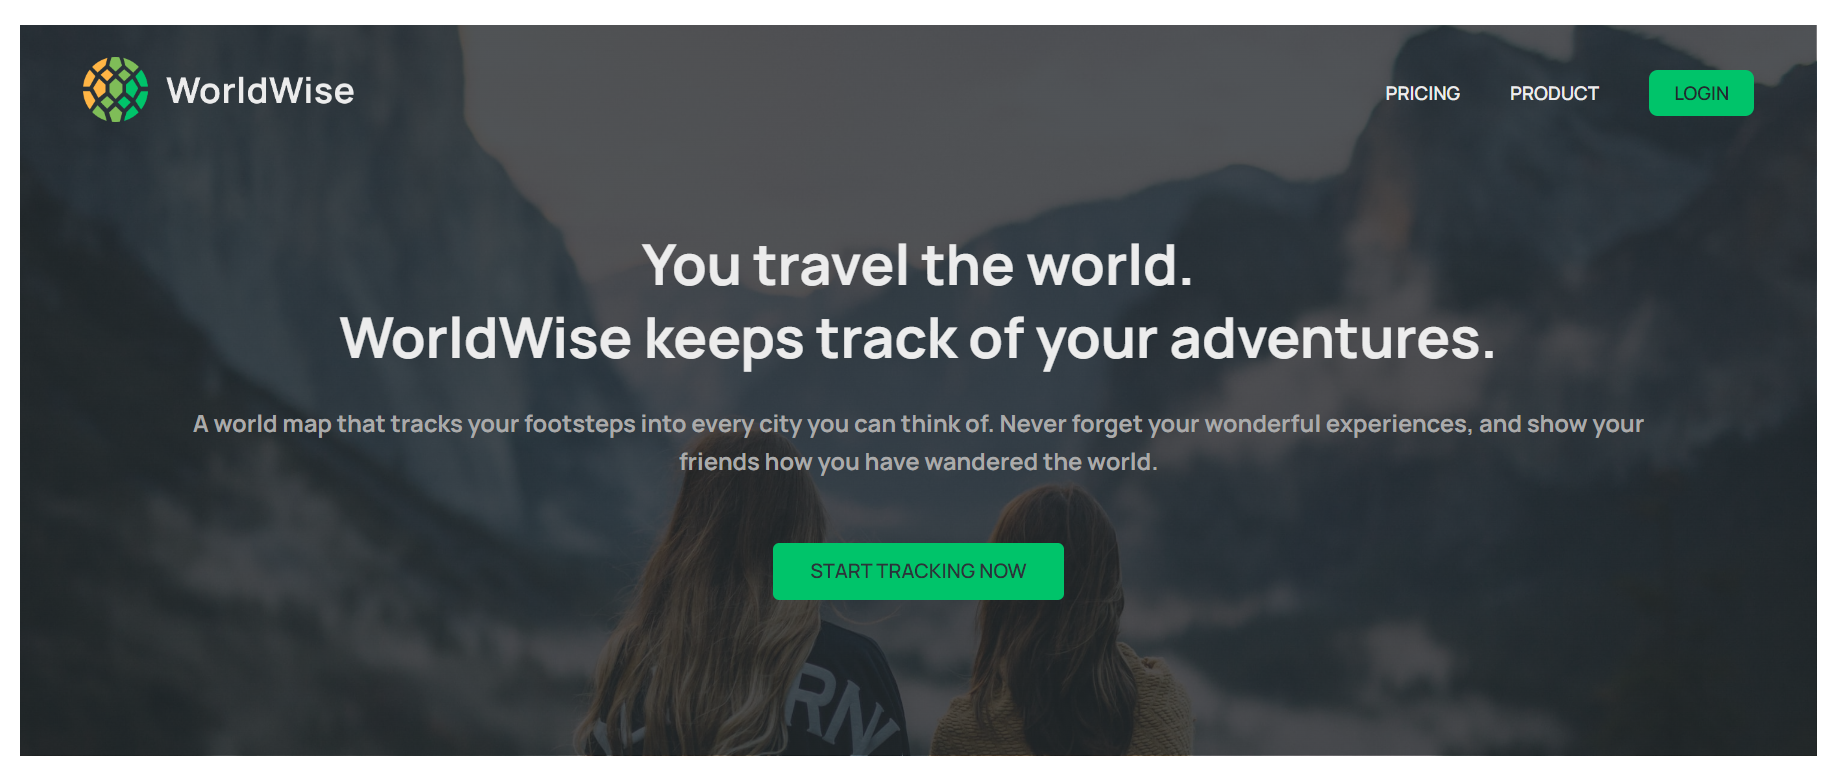 WorldWise
PRICING
PRODUCT
LOGIN
You travel the world.
WorldWise keeps track of your adventures.
A world map that tracks your footsteps into every city you can think of. Never forget your wonderful experiences, and show your
friends how you have wandered the world.
START TRACKING NOW